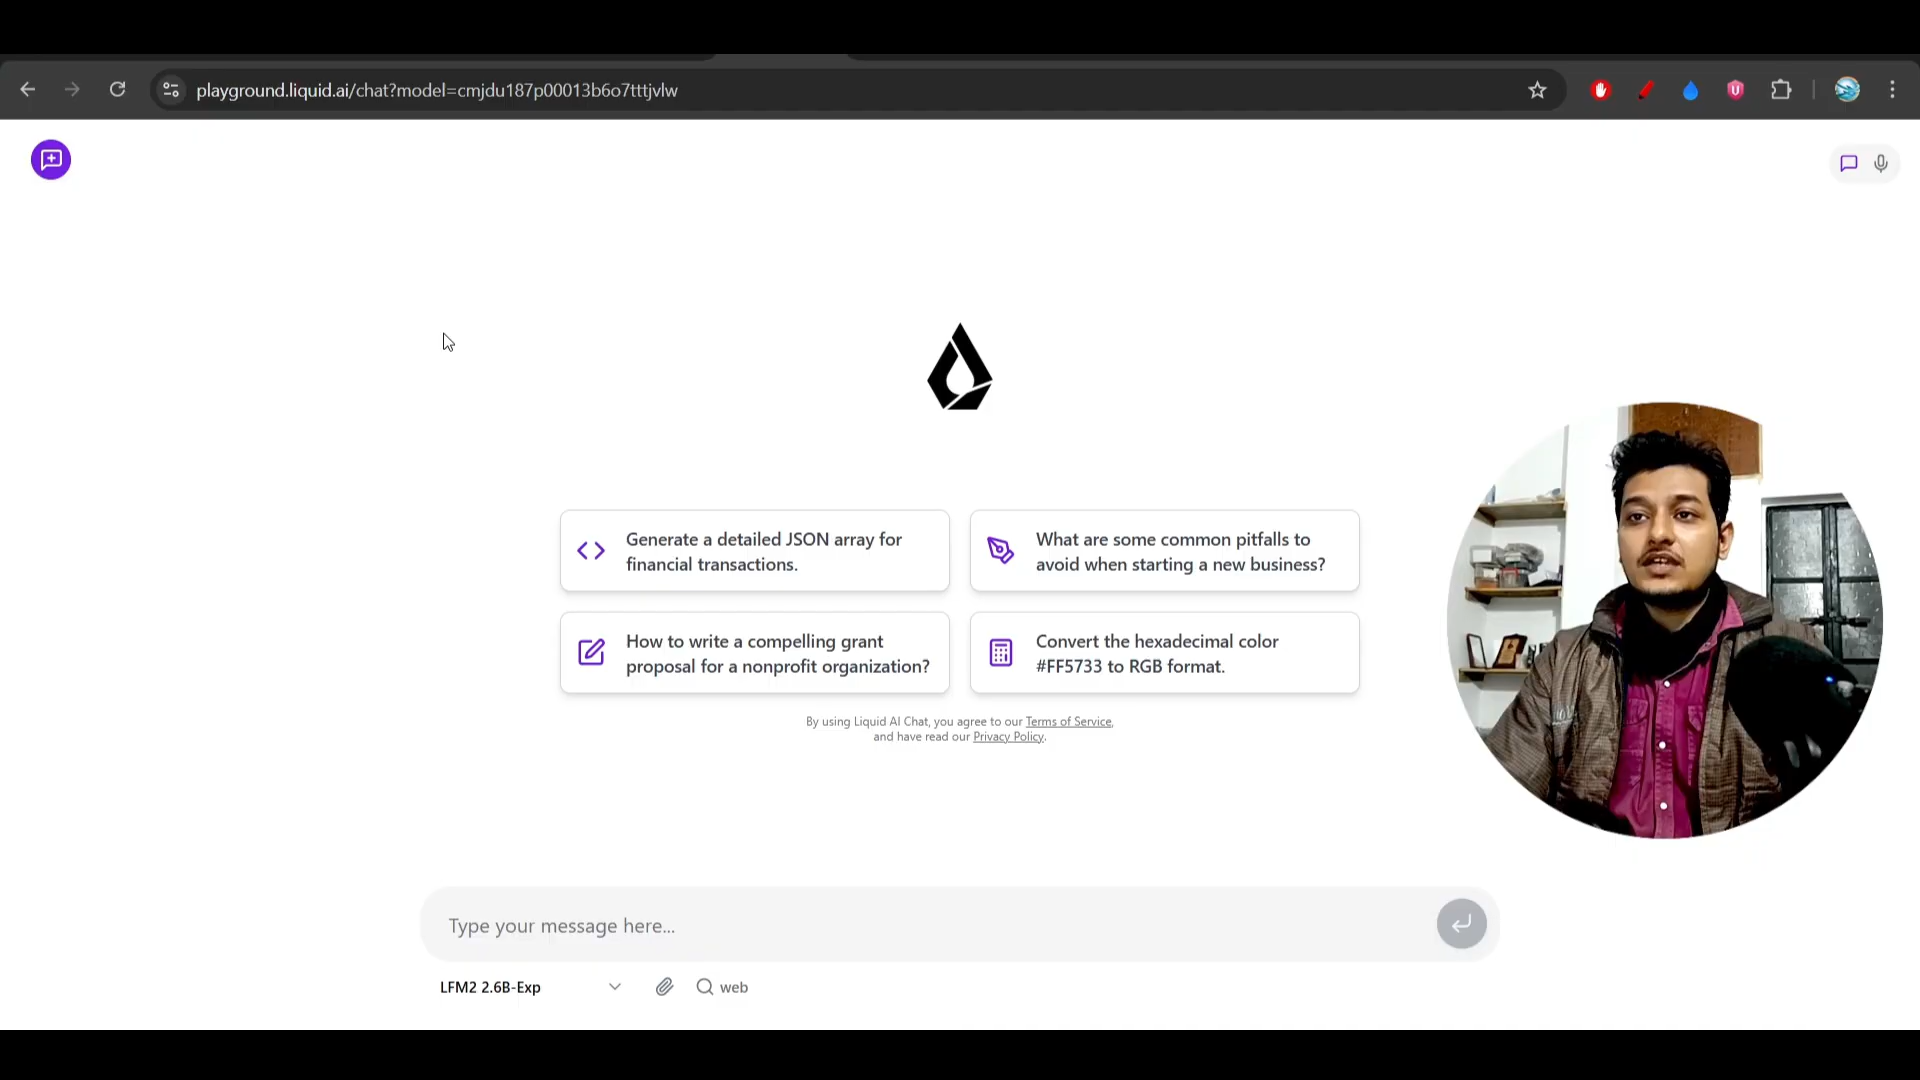 playground.liquid.ai/chat?model=cmjdu187p00013b6o7tttjvlw
Generate a detailed JSON array for
financial transactions.
What are some common pitfalls to
avoid when starting a new business?
How to write a compelling grant
proposal for a nonprofit organization?
Convert the hexadecimal color
#FF5733 to RGB format.
By using Liquid AI Chat, you agree to our Terms of Service,
and have read our Privacy Policy.
Type your message here...
LFM2 2.6B-Exp
web